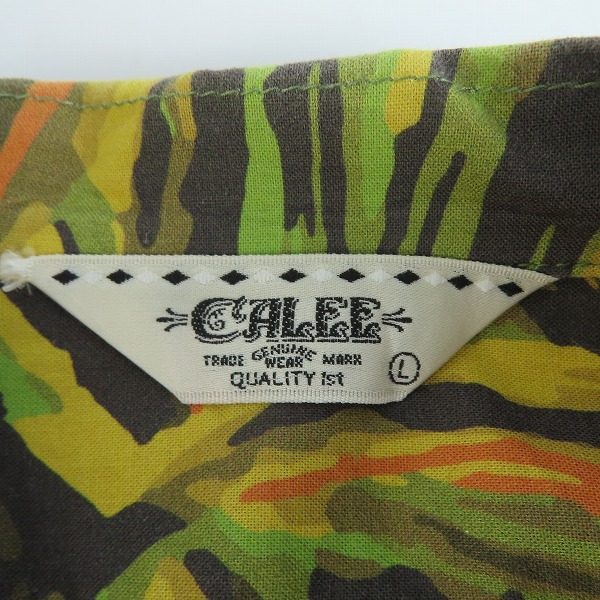 CALEE
TRADE GENUINE WEAR MARK
QUALITY 1st
L